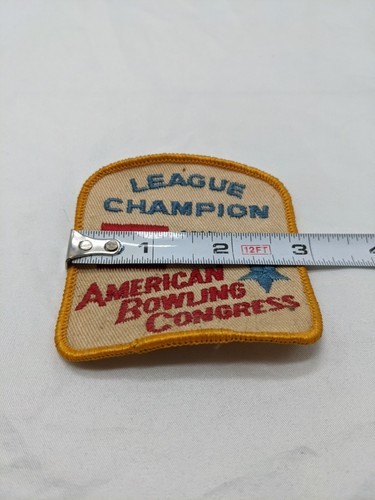 LEAGUE
CHAMPION
1 2 12FT 3
AMERICAN
BOWLING
CONGRESS